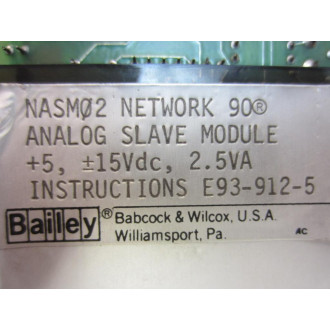 NASMØ2 NETWORK 90®
ANALOG SLAVE MODULE
+5, ±15Vdc, 2.5VA
INSTRUCTIONS E93-912-5
Bailey® Babcock & Wilcox, U.S.A.
Williamsport, Pa.
AC